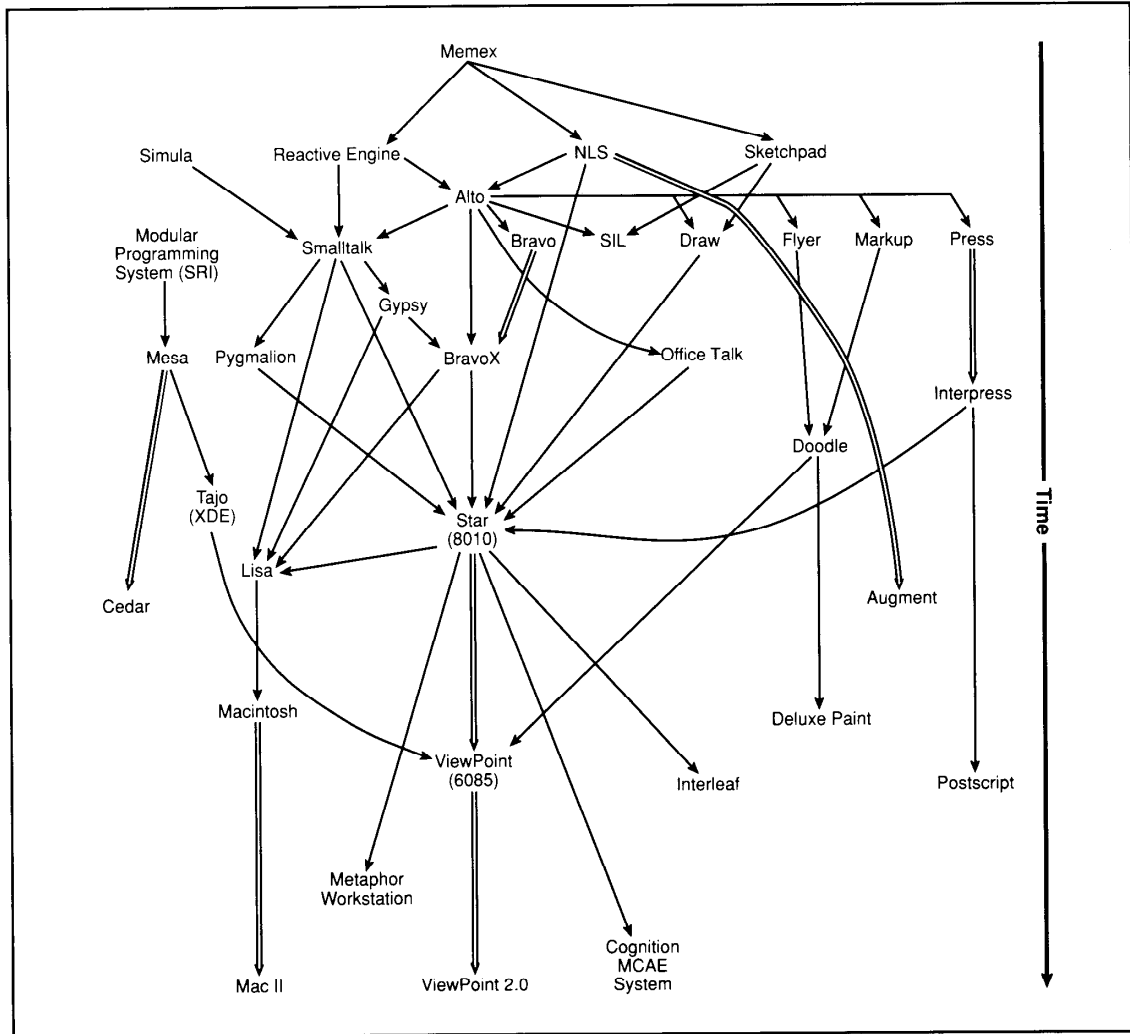 Memex
Simula
Reactive Engine
NLS
Sketchpad
Alto
Modular
Programming
System (SRI)
Smalltalk
Bravo
SIL
Draw
Flyer
Markup
Press
Gypsy
Mesa
Pygmalion
BravoX
Office Talk
Interpress
Doodle
Tajo
(XDE)
Star
(8010)
Time
Lisa
Cedar
Augment
Macintosh
Deluxe Paint
ViewPoint
(6085)
Interleaf
Postscript
Metaphor
Workstation
Cognition
MCAE
System
Mac II
ViewPoint 2.0